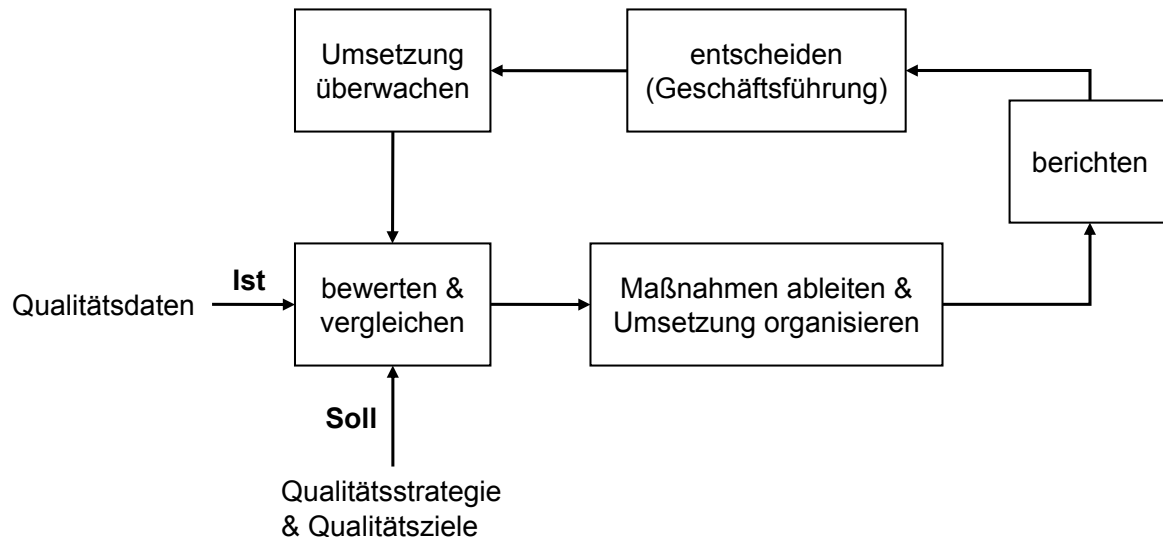 Umsetzung
überwachen
entscheiden
(Geschäftsführung)
berichten
Ist
Qualitätsdaten
bewerten &
vergleichen
Maßnahmen ableiten &
Umsetzung organisieren
Soll
Qualitätsstrategie
& Qualitätsziele